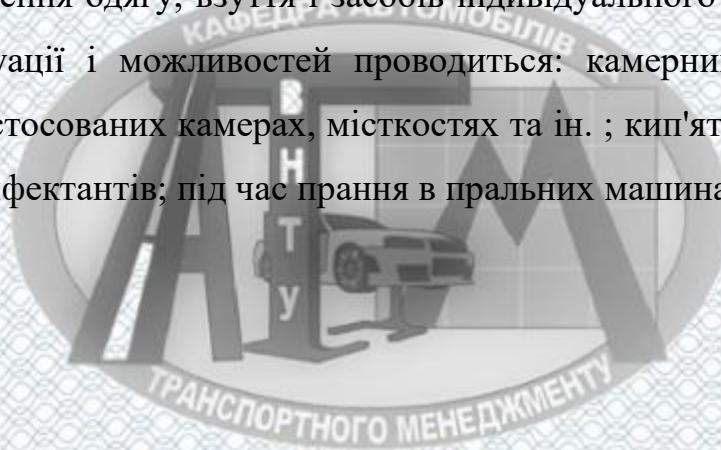 ення одягу, взуття і засобів індивідуального
уації і можливостей проводиться: камерни
стосованих камерах, місткостях та ін. ; кип'ят
фектантів; під час прання в пральних машина
КАФЕДРА АВТОМОБІЛІВ Т
ВНТУ
АТМ
ТРАНСПОРТНОГО МЕНЕДЖМЕНТУ